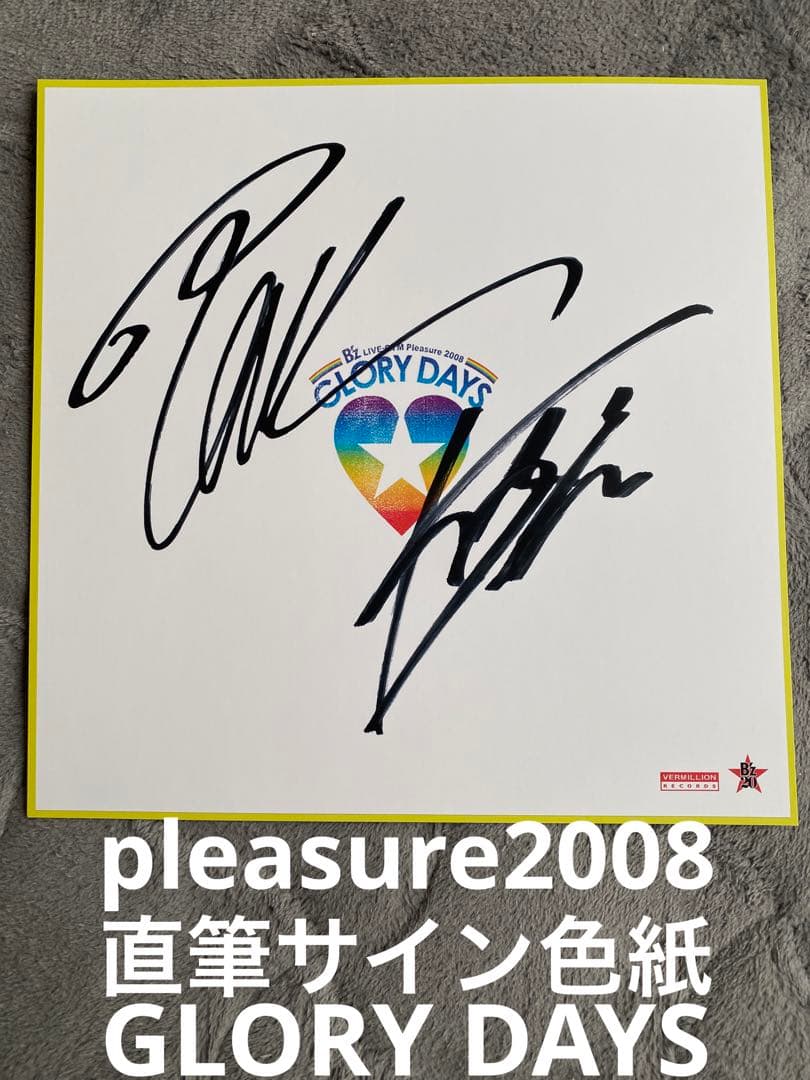 B'z LIVE-GYM Pleasure 2008
GLORY DAYS
VERMILLION
RECORDS
B'z
20
pleasure2008
直筆サイン色紙
GLORY DAYS